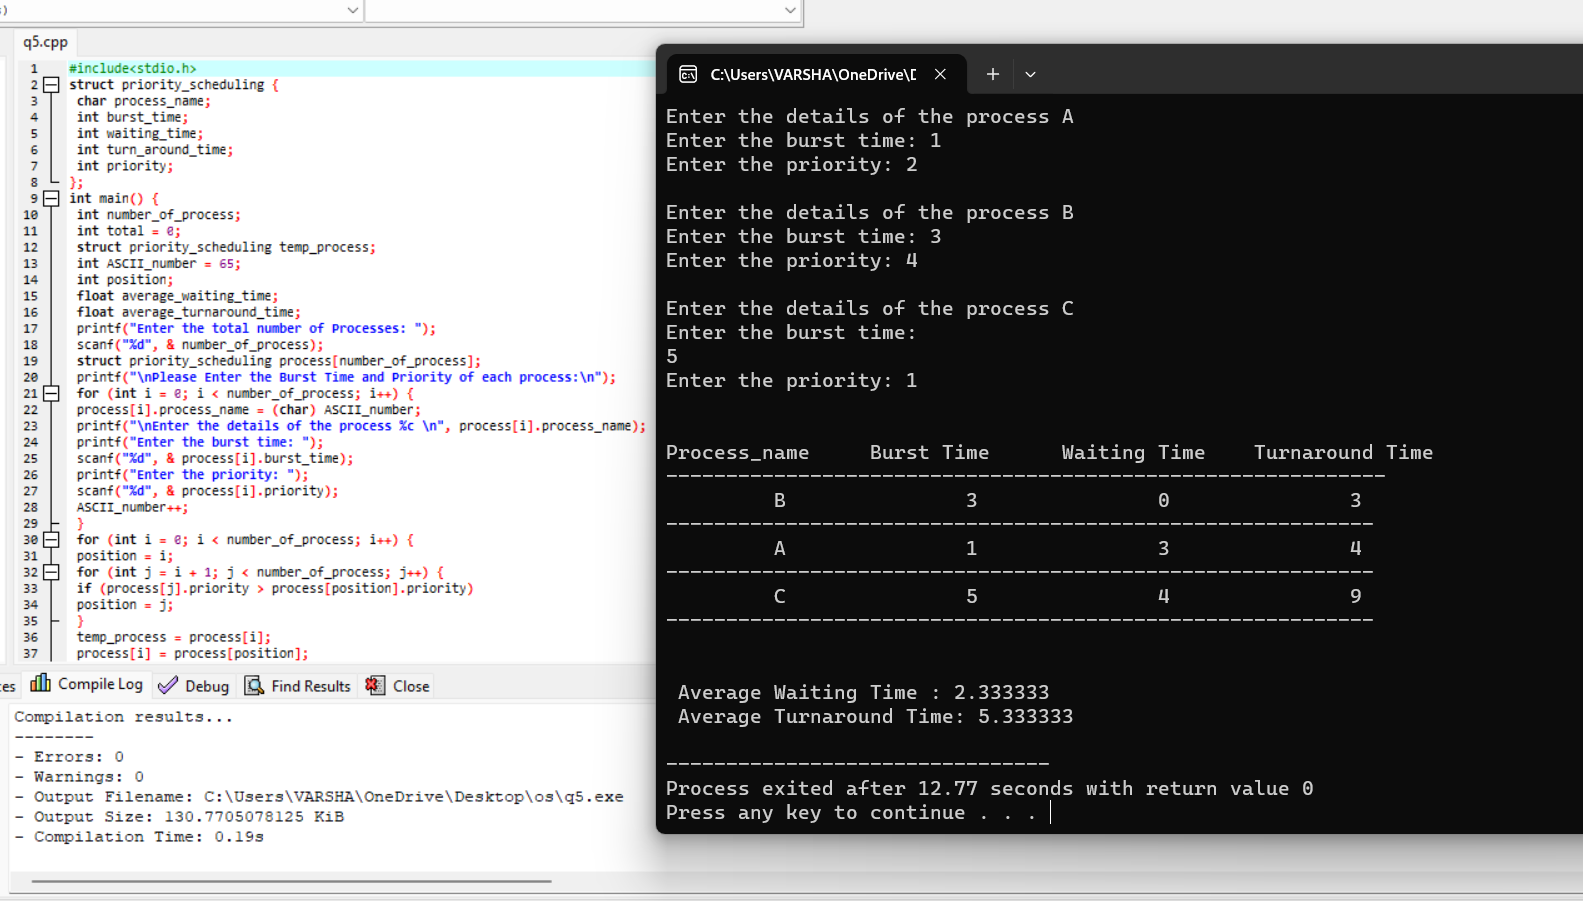 s)
q5.cpp
1 #include<stdio.h>
2 struct priority_scheduling {
3 char process_name;
4 int burst_time;
5 int waiting_time;
6 int turn_around_time;
7 int priority;
8 };
9 int main() {
10 int number_of_process;
11 int total = 0;
12 struct priority_scheduling temp_process;
13 int ASCII_number = 65;
14 int position;
15 float average_waiting_time;
16 float average_turnaround_time;
17 printf("Enter the total number of Processes: ");
18 scanf("%d", & number_of_process);
19 struct priority_scheduling process[number_of_process];
20 printf("\nPlease Enter the Burst Time and Priority of each process:\n");
21 for (int i = 0; i < number_of_process; i++) {
22 process[i].process_name = (char) ASCII_number;
23 printf("\nEnter the details of the process %c \n", process[i].process_name);
24 printf("Enter the burst time: ");
25 scanf("%d", & process[i].burst_time);
26 printf("Enter the priority: ");
27 scanf("%d", & process[i].priority);
28 ASCII_number++;
29 }
30 for (int i = 0; i < number_of_process; i++) {
31 position = i;
32 for (int j = i + 1; j < number_of_process; j++) {
33 if (process[j].priority > process[position].priority)
34 position = j;
35 }
36 temp_process = process[i];
37 process[i] = process[position];
ces Compile Log Debug Find Results Close
Compilation results...
--------
- Errors: 0
- Warnings: 0
- Output Filename: C:\Users\VARSHA\OneDrive\Desktop\os\q5.exe
- Output Size: 130.7705078125 KiB
- Compilation Time: 0.19s
C:\Users\VARSHA\OneDrive\D
Enter the details of the process A
Enter the burst time: 1
Enter the priority: 2
Enter the details of the process B
Enter the burst time: 3
Enter the priority: 4
Enter the details of the process C
Enter the burst time:
5
Enter the priority: 1
Process_name Burst Time Waiting Time Turnaround Time
------------------------------------------------------------
B 3 0 3
-----------------------------------------------------------
A 1 3 4
-----------------------------------------------------------
C 5 4 9
-----------------------------------------------------------
Average Waiting Time : 2.333333
Average Turnaround Time: 5.333333
--------------------------------
Process exited after 12.77 seconds with return value 0
Press any key to continue . . .